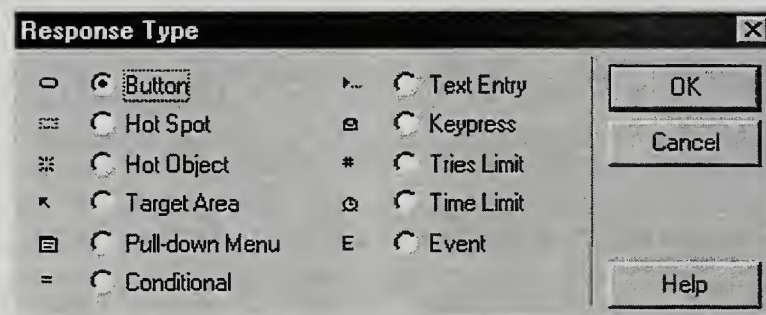 Response Type
Button
Hot Spot
Hot Object
Target Area
Pull-down Menu
= Conditional
Text Entry
Keypress
# Tries Limit
Time Limit
E Event
OK
Cancel
Help